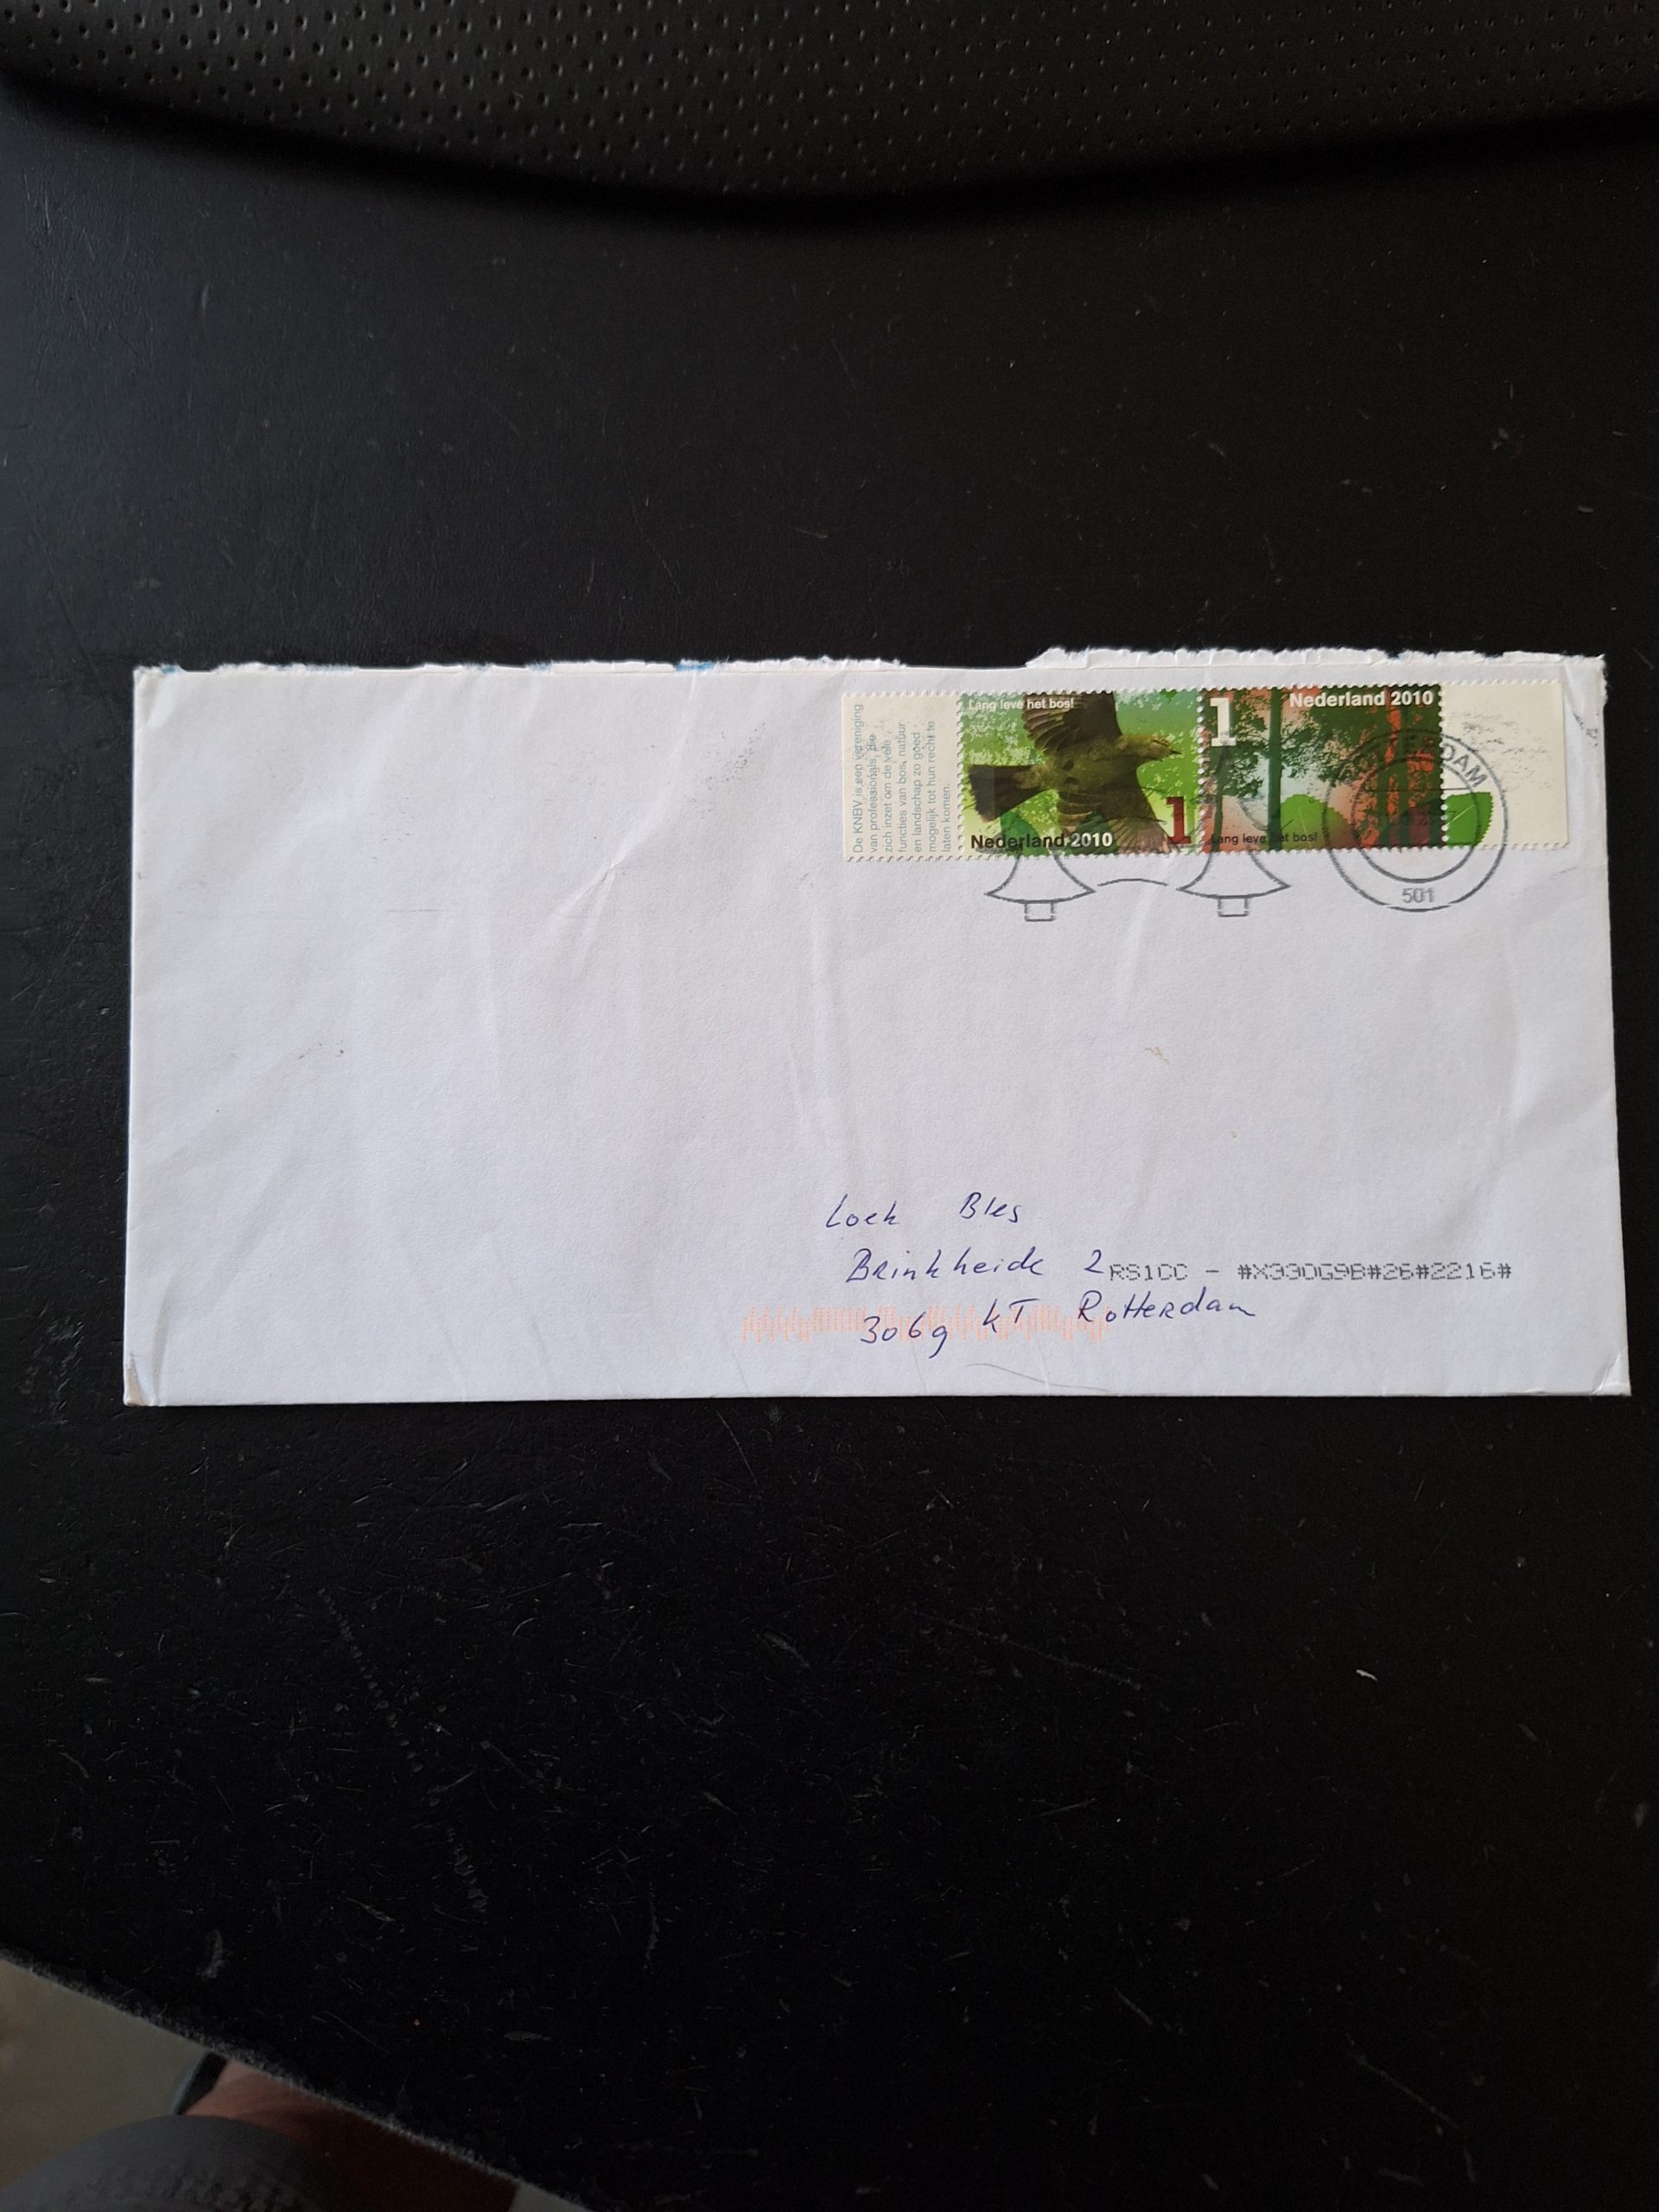 De KNBV is een vereniging
van professionals, die
zich inzet om de vele
functies van bos, natuur
en landschap zo goed
mogelijk tot hun recht te
laten komen.
Lang leve het bos!
Nederland 2010
1
1
Nederland 2010
Lang leve het bos!
501
Loek Bles
Brinkheide 2
RS1CC - #X330G9B#26#2216#
3069 KT Rotterdam